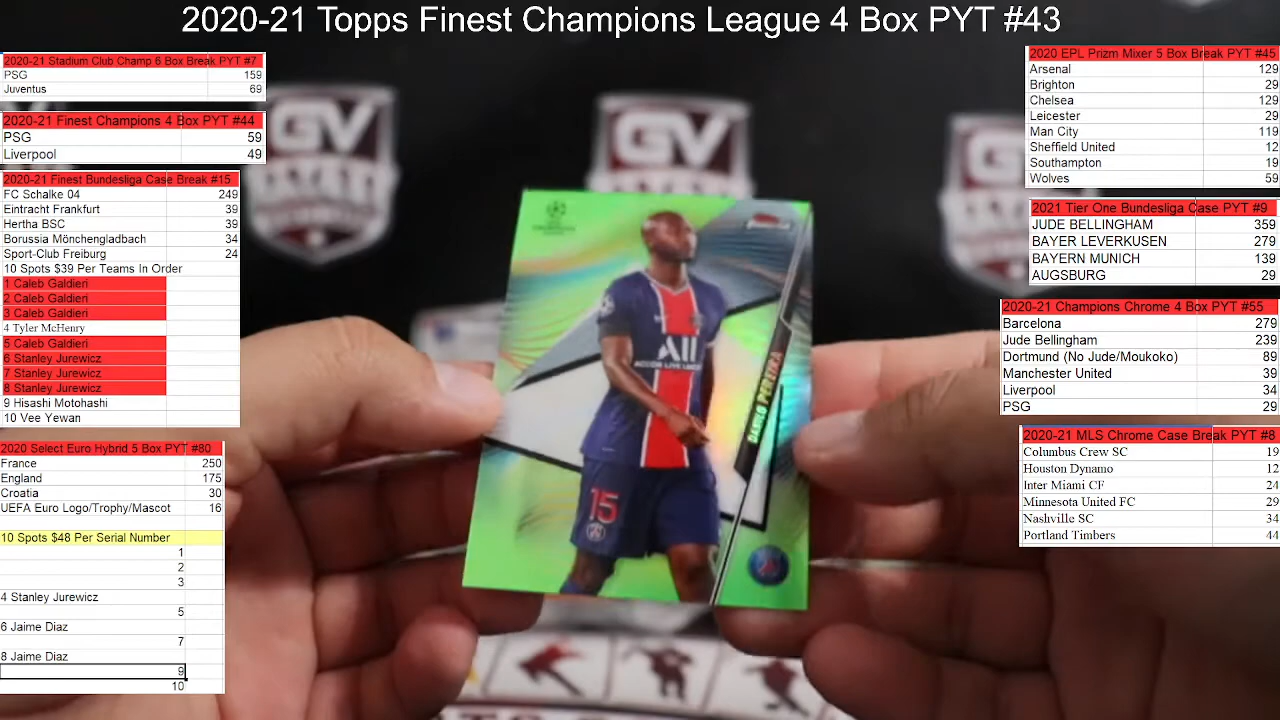 2020-21 Topps Finest Champions League 4 Box PYT #43
2020-21 Stadium Club Champ 6 Box Break PYT #7
PSG 159
Juventus 69
2020-21 Finest Champions 4 Box PYT #44
PSG 59
Liverpool 49
2020-21 Finest Bundesliga Case Break #15
FC Schalke 04 249
Eintracht Frankfurt 39
Hertha BSC 39
Borussia Mönchengladbach 34
Sport-Club Freiburg 24
10 Spots $39 Per Teams In Order
1 Caleb Galdieri
2 Caleb Galdieri
3 Caleb Galdieri
4 Tyler McHenry
5 Caleb Galdieri
6 Stanley Jurewicz
7 Stanley Jurewicz
8 Stanley Jurewicz
9 Hisashi Motohashi
10 Vee Yewan
2020 Select Euro Hybrid 5 Box PYT #80
France 250
England 175
Croatia 30
UEFA Euro Logo/Trophy/Mascot 16
10 Spots $48 Per Serial Number
1
2
3
4 Stanley Jurewicz
5
6 Jaime Diaz
7
8 Jaime Diaz
9
10
GV
GV
GV
ALL
ACCOR LIVE LIMITLESS
15
DANILO PEREIRA
2020 EPL Prizm Mixer 5 Box Break PYT #45
Arsenal 129
Brighton 29
Chelsea 129
Leicester 29
Man City 119
Sheffield United 12
Southampton 19
Wolves 59
2021 Tier One Bundesliga Case PYT #9
JUDE BELLINGHAM 359
BAYER LEVERKUSEN 279
BAYERN MUNICH 139
AUGSBURG 29
2020-21 Champions Chrome 4 Box PYT #55
Barcelona 279
Jude Bellingham 239
Dortmund (No Jude/Moukoko) 89
Manchester United 39
Liverpool 34
PSG 29
2020-21 MLS Chrome Case Break PYT #8
Columbus Crew SC 19
Houston Dynamo 12
Inter Miami CF 24
Minnesota United FC 29
Nashville SC 34
Portland Timbers 44